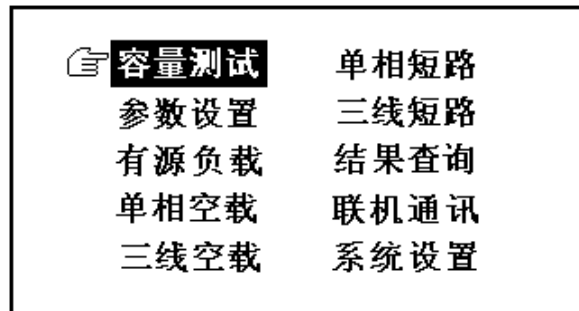 容量测试 单相短路
参数设置 三线短路
有源负载 结果查询
单相空载 联机通讯
三线空载 系统设置